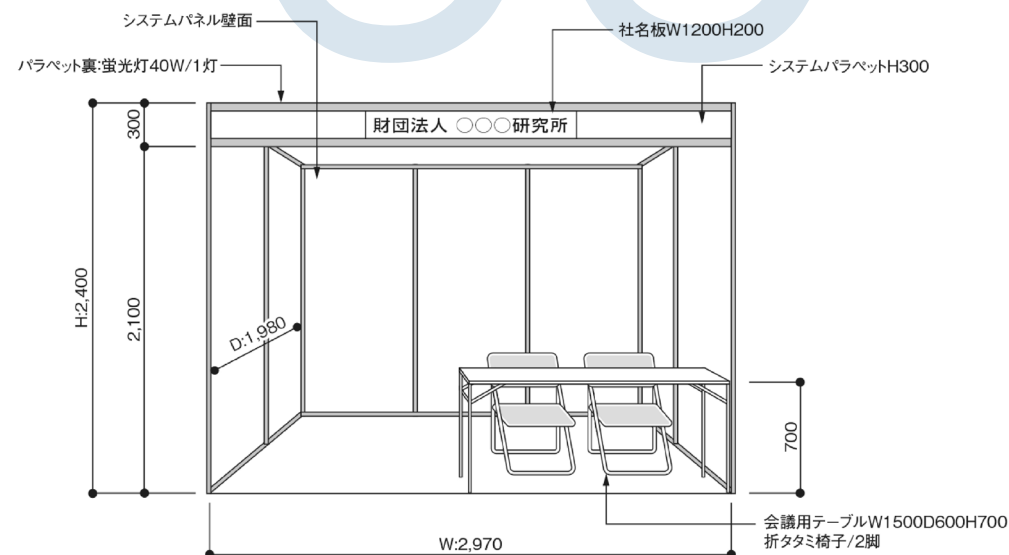 システムパネル壁面
社名板W1200H200
パラペット裏:蛍光灯40W/1灯
システムパラペットH300
300
財団法人 ○○○研究所
H:2,400
2,100
D:1,980
700
会議用テーブルW1500D600H700
折タタミ椅子/2脚
W:2,970